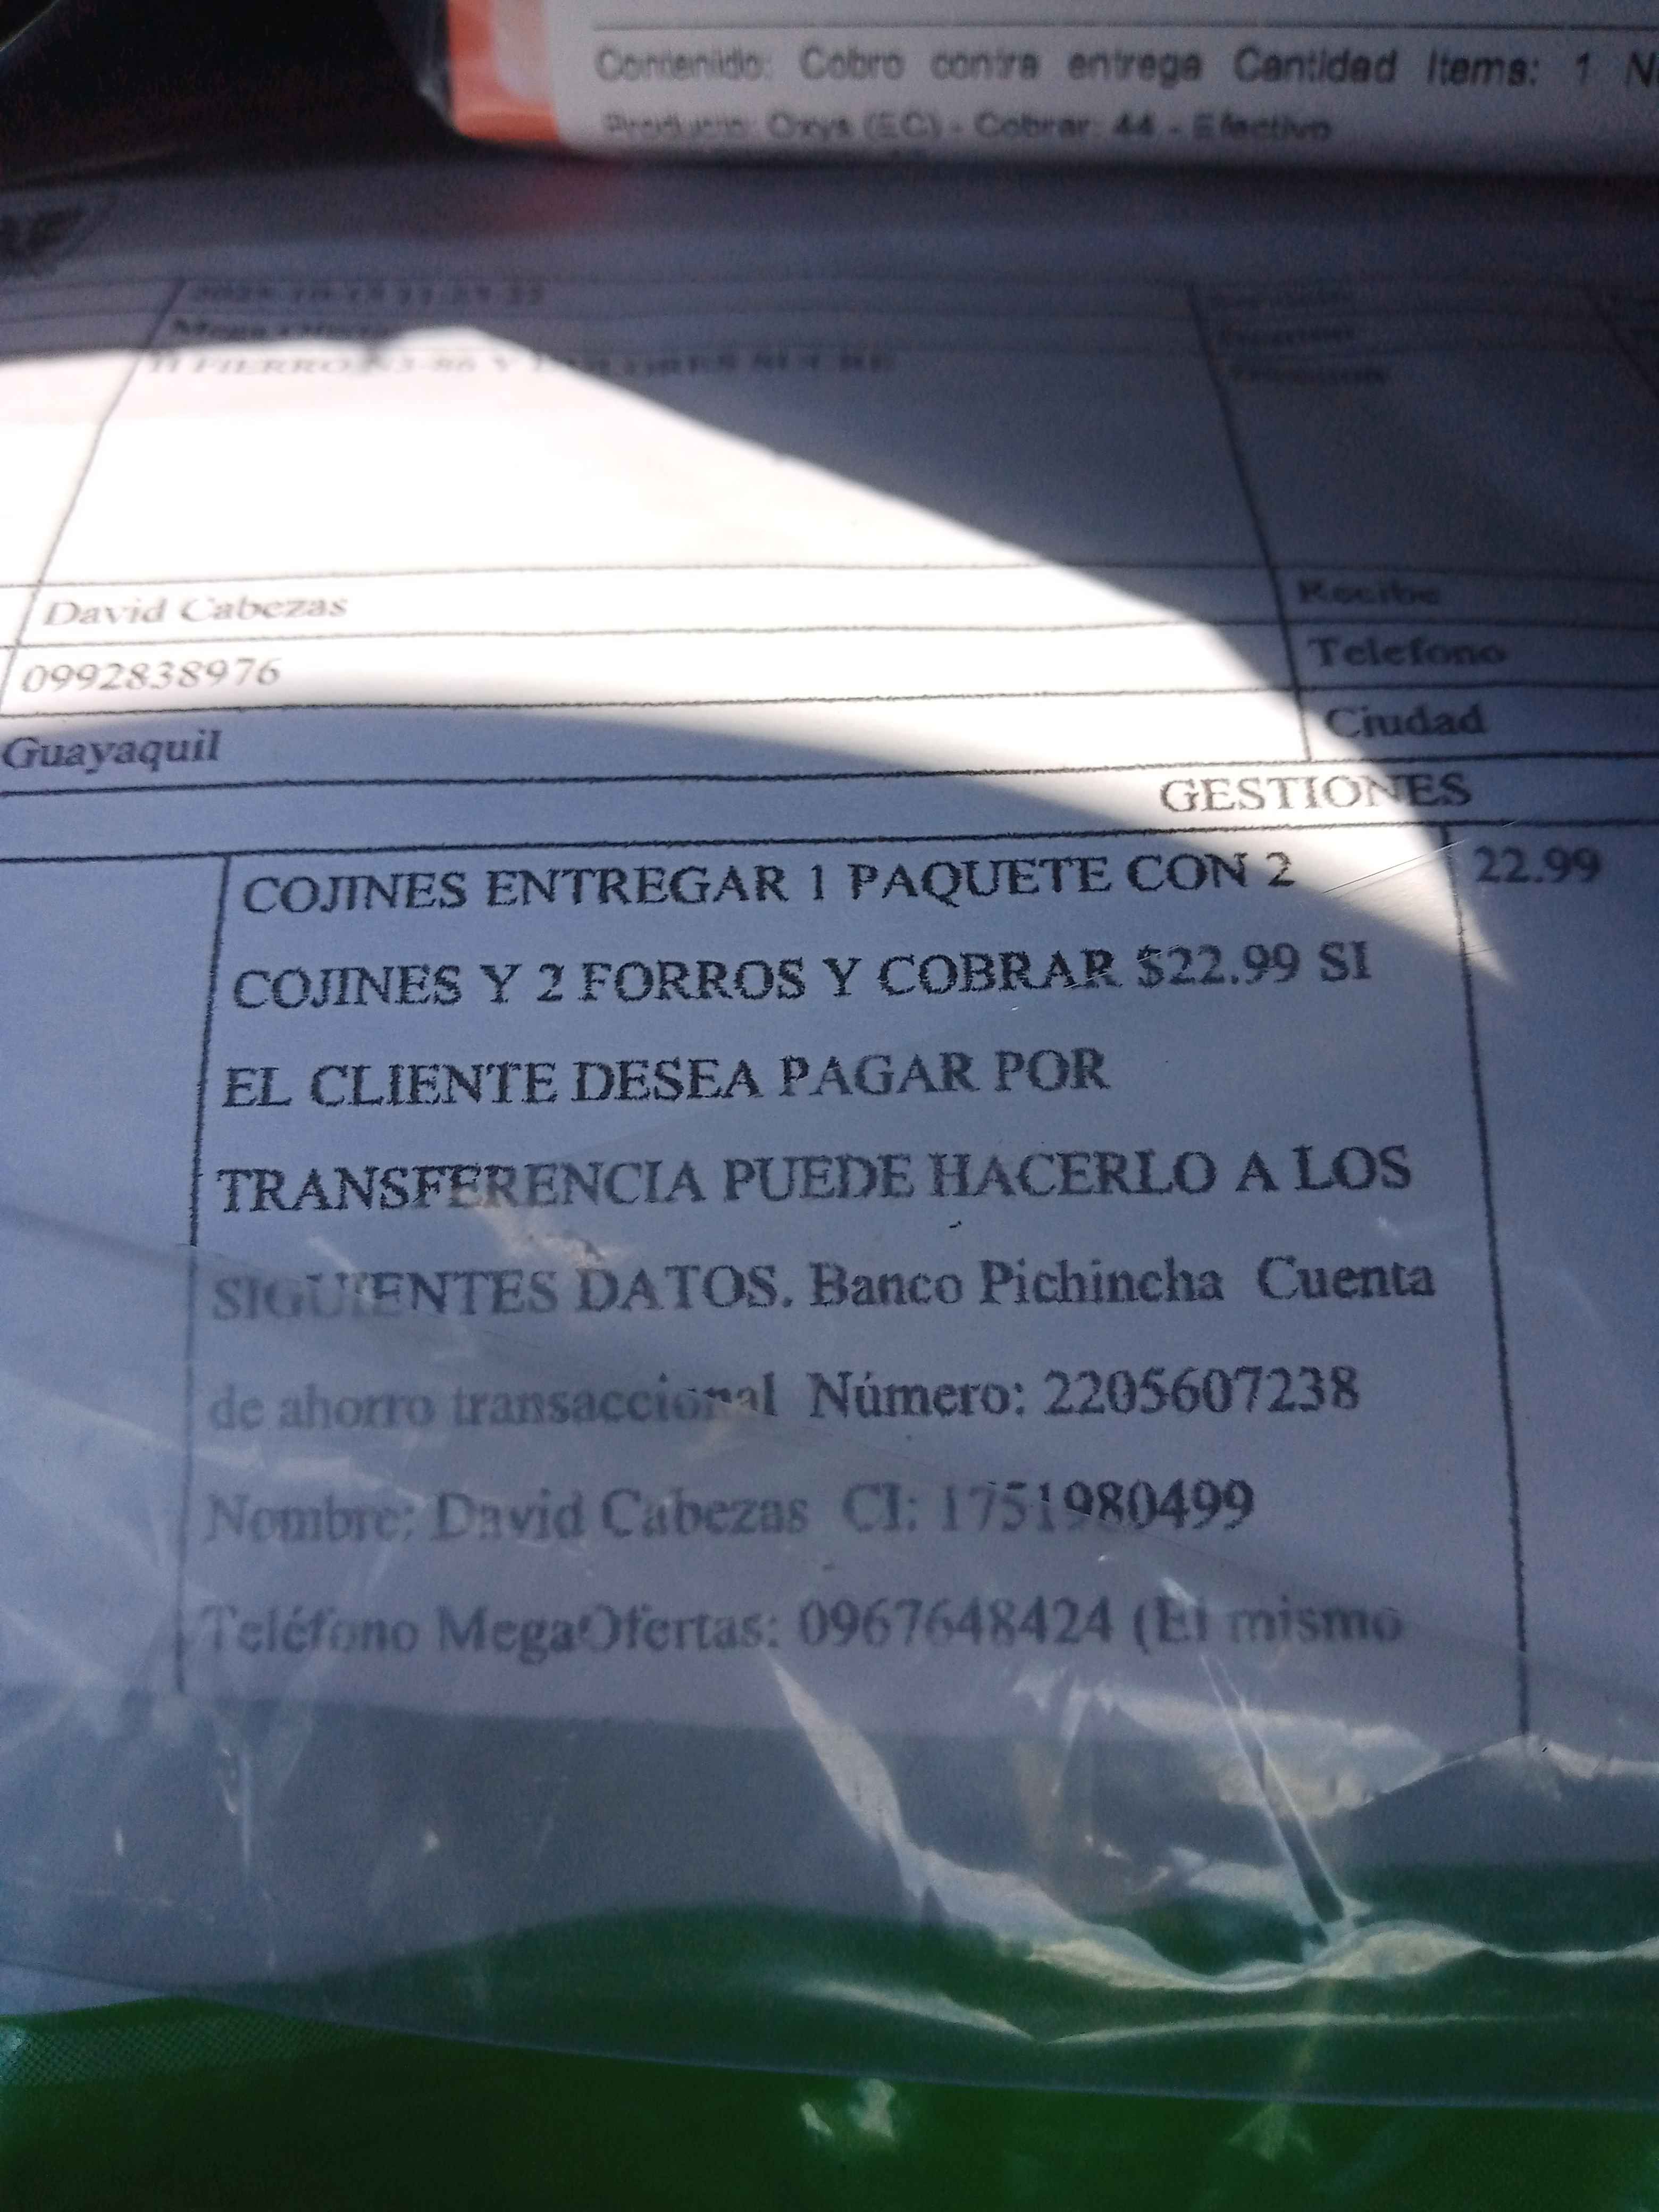 Contenido: Cobro contra entrega Cantidad Items: 1
Producto: Oxys (EC) - Cobrar: 44 - Efectivo
David Cabezas
Recibe
0992838976
Telefono
Guayaquil
Ciudad
GESTIONES
COJINES ENTREGAR 1 PAQUETE CON 2
22.99
COJINES Y 2 FORROS Y COBRAR $22.99 SI
EL CLIENTE DESEA PAGAR POR
TRANSFERENCIA PUEDE HACERLO A LOS
SIGUIENTES DATOS. Banco Pichincha Cuenta
de ahorro transaccional Número: 2205607238
Nombre: David Cabezas CI: 1751980499
Teléfono MegaOfertas: 0967648424 (El mismo